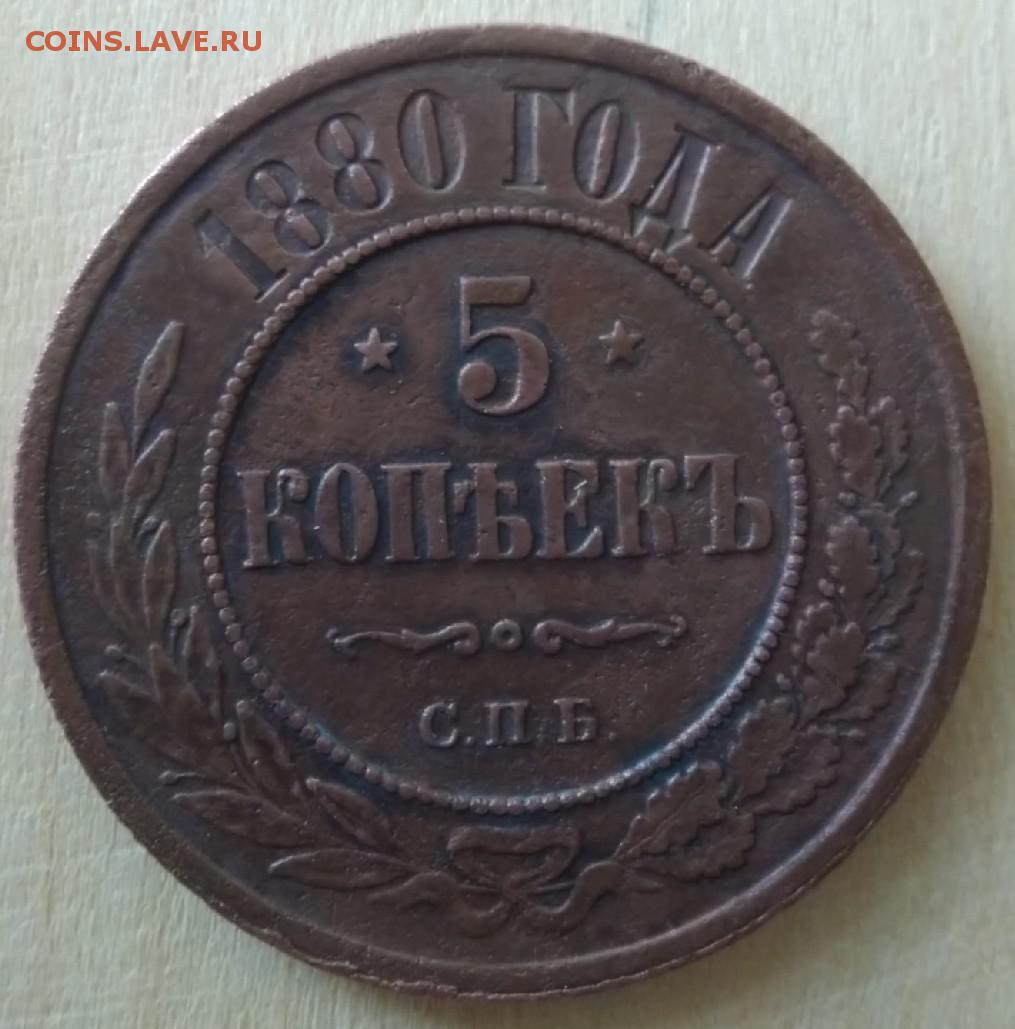 COINS.LAVE.RU
1880 ГОДА.
5
КОПѢЕКЪ
С.П.Б.